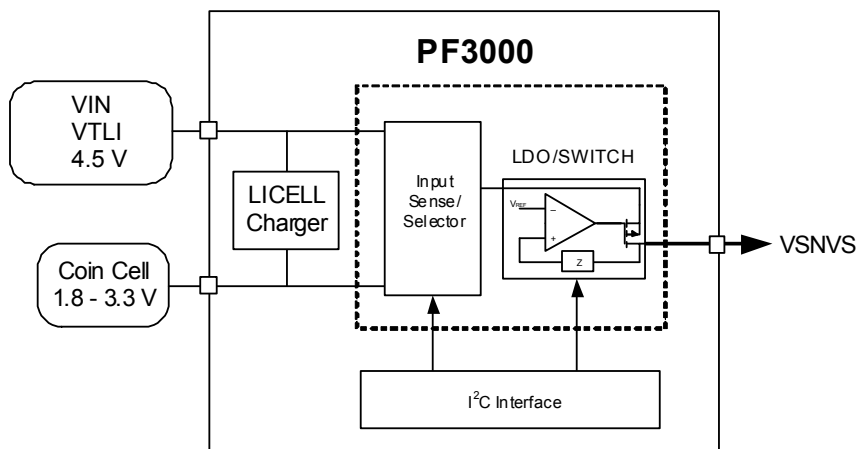 PF3000
VIN
VTLI
4.5 V
LICELL
Charger
Coin Cell
1.8 - 3.3 V
Input
Sense/
Selector
LDO/SWITCH
VREF
–
+
Z
VSNVS
I²C Interface